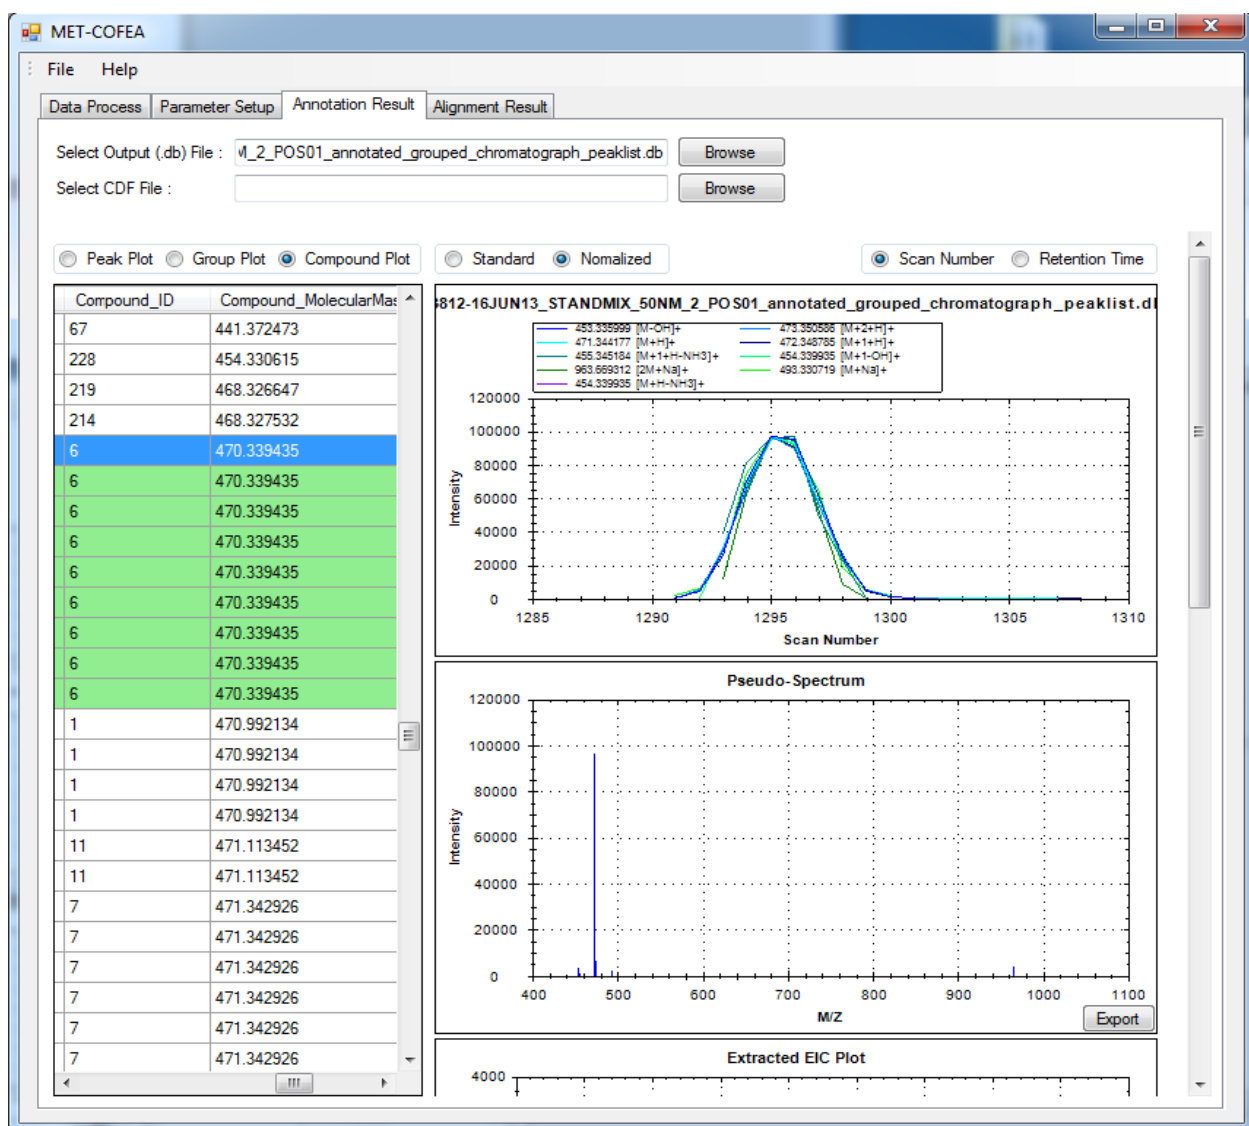 MET-COFEA
File Help
Data Process Parameter Setup Annotation Result Alignment Result
Select Output (.db) File : _2_POS01_annotated_grouped_chromatograph_peaklist.db Browse
Select CDF File : Browse
Peak Plot Group Plot Compound Plot Standard Nomalized Scan Number Retention Time
Compound_ID Compound_MolecularMas
67 441.372473
228 454.330615
219 468.326647
214 468.327532
6 470.339435
6 470.339435
6 470.339435
6 470.339435
6 470.339435
6 470.339435
6 470.339435
6 470.339435
6 470.339435
1 470.992134
1 470.992134
1 470.992134
1 470.992134
11 471.113452
11 471.113452
7 471.342926
7 471.342926
7 471.342926
7 471.342926
7 471.342926
7 471.342926
3812-16JUN13_STANDMIX_50NM_2_POS01_annotated_grouped_chromatograph_peaklist.d
453.335999 [M-OH]+ 473.350586 [M+2+H]+
471.344177 [M+H]+ 472.348785 [M+1+H]+
455.345184 [M+1+H-NH3]+ 454.339935 [M+1-OH]+
963.669312 [2M+Na]+ 493.330719 [M+Na]+
454.339935 [M+H-NH3]+
120000
100000
80000
60000
40000
20000
0
Intensity
1285 1290 1295 1300 1305 1310
Scan Number
Pseudo-Spectrum
120000
100000
80000
60000
40000
20000
0
Intensity
400 500 600 700 800 900 1000 1100
M/Z
Export
Extracted EIC Plot
4000